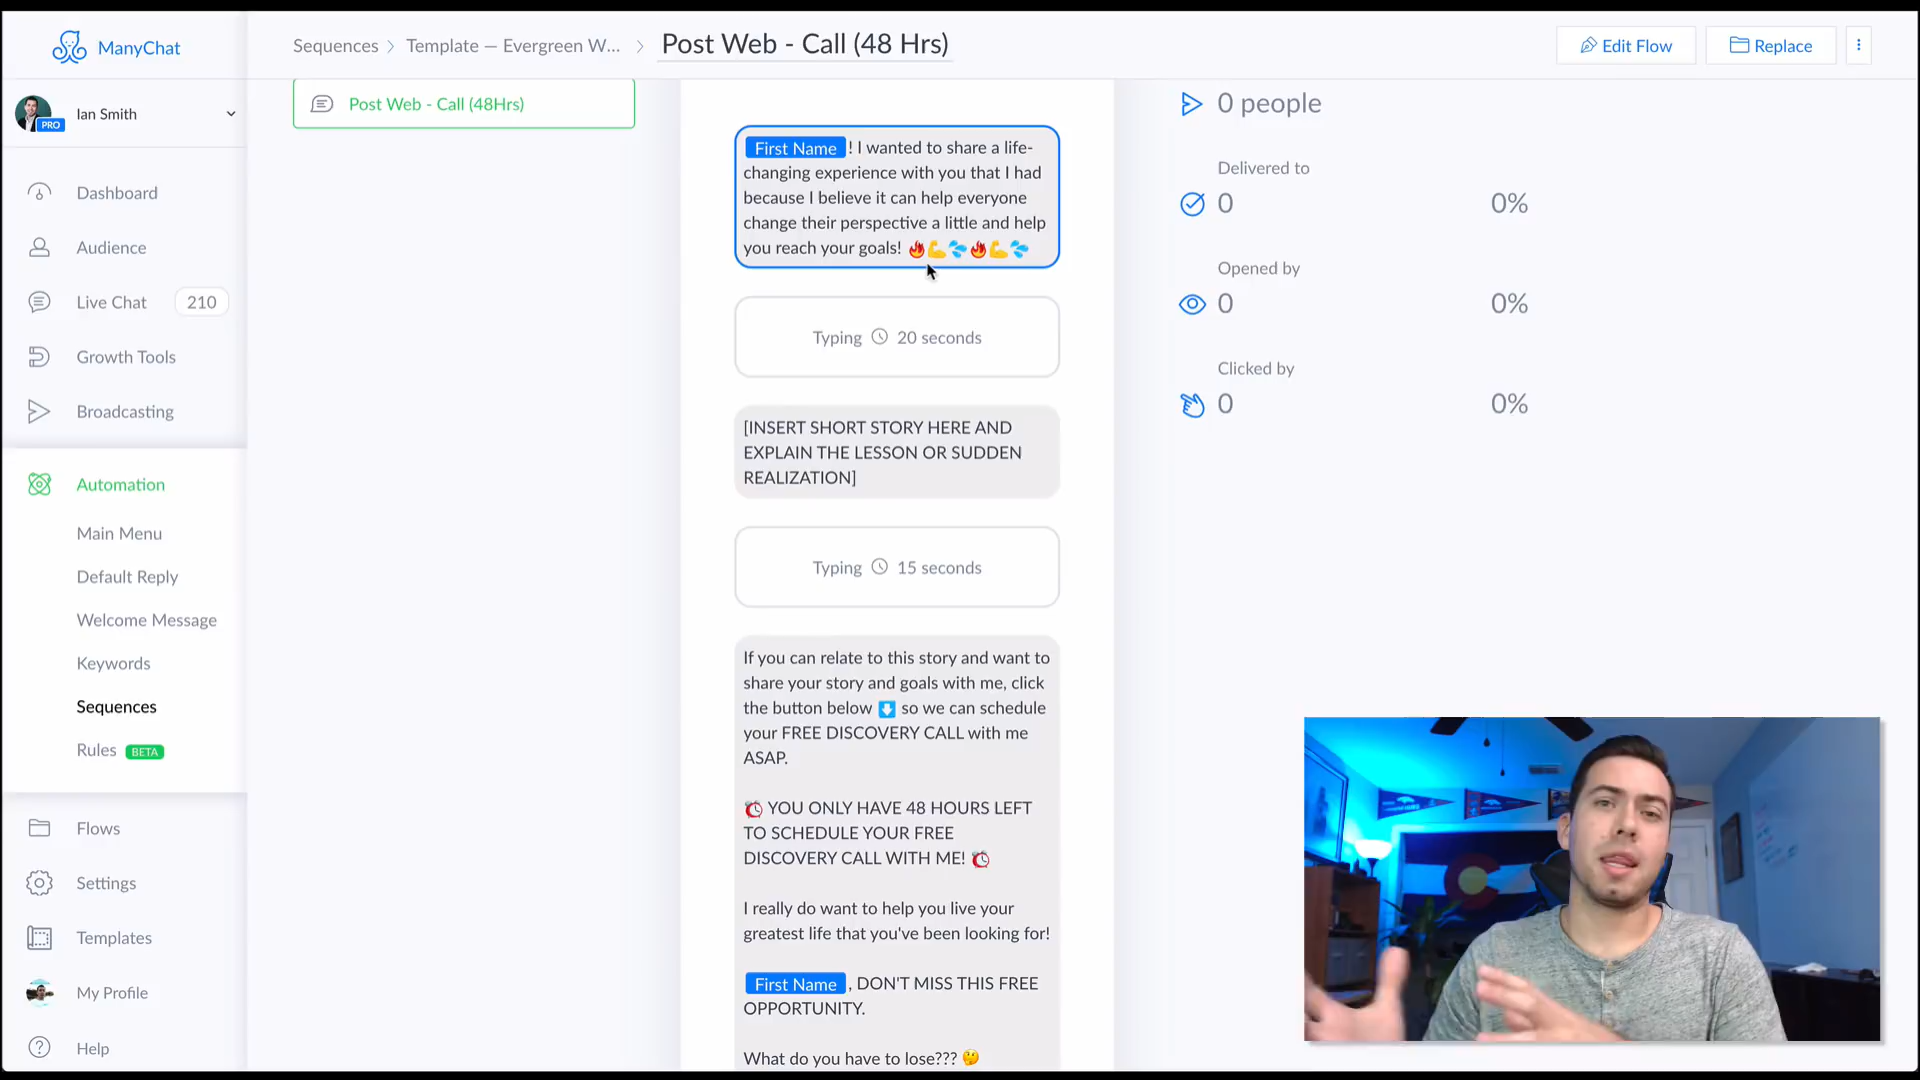 ManyChat
Sequences
Template — Evergreen W...
Post Web - Call (48 Hrs)
Edit Flow
Replace
PRO
Ian Smith
Dashboard
Audience
Live Chat
210
Growth Tools
Broadcasting
Automation
Main Menu
Default Reply
Welcome Message
Keywords
Sequences
Rules
BETA
Flows
Settings
Templates
My Profile
Help
Post Web - Call (48Hrs)
First Name ! I wanted to share a life-
changing experience with you that I had
because I believe it can help everyone
change their perspective a little and help
you reach your goals! 🔥💪💦🔥💪💦
Typing 20 seconds
[INSERT SHORT STORY HERE AND
EXPLAIN THE LESSON OR SUDDEN
REALIZATION]
Typing 15 seconds
If you can relate to this story and want to
share your story and goals with me, click
the button below ⬇️ so we can schedule
your FREE DISCOVERY CALL with me
ASAP.
⏰ YOU ONLY HAVE 48 HOURS LEFT
TO SCHEDULE YOUR FREE
DISCOVERY CALL WITH ME! ⏰
I really do want to help you live your
greatest life that you've been looking for!
First Name , DON'T MISS THIS FREE
OPPORTUNITY.
What do you have to lose??? 🤔
0 people
Delivered to
0
0%
Opened by
0
0%
Clicked by
0
0%